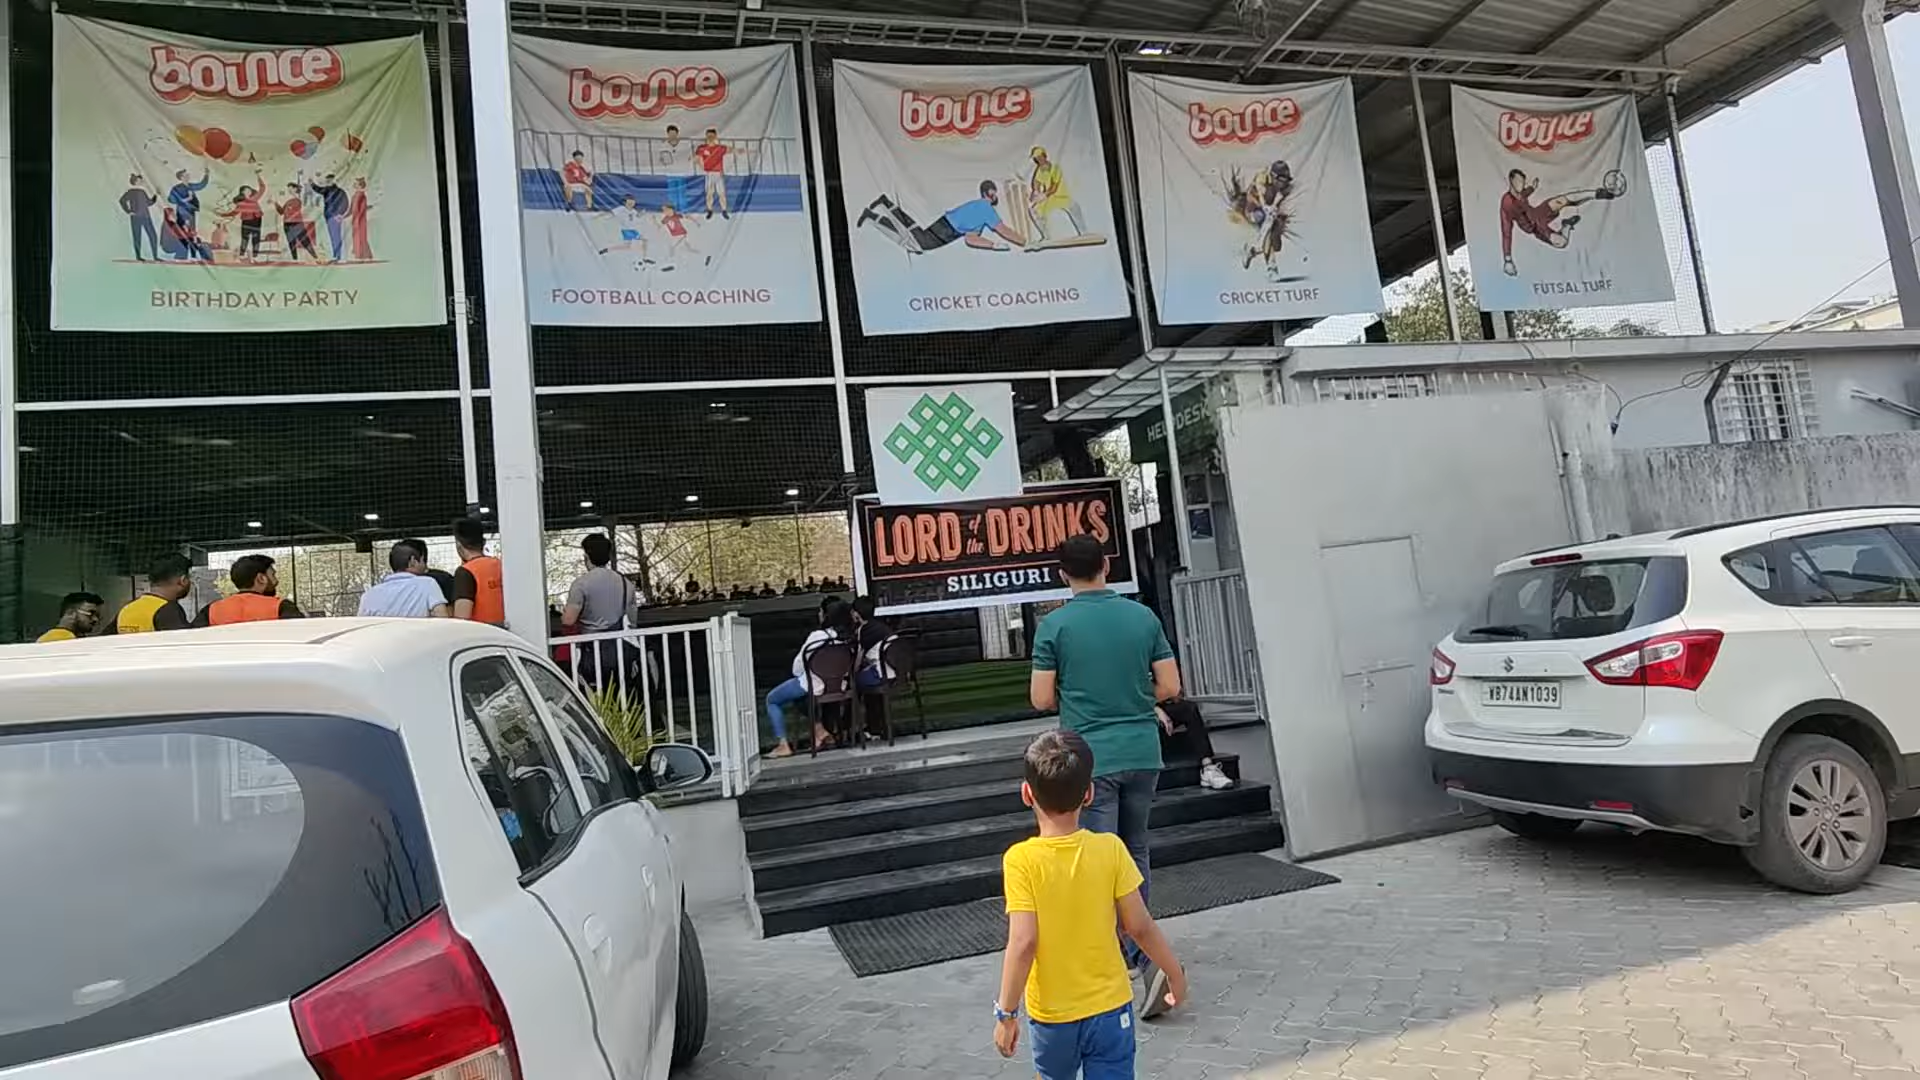 bounce
BIRTHDAY PARTY
bounce
FOOTBALL COACHING
bounce
CRICKET COACHING
bounce
CRICKET TURF
bounce
FUTSAL TURF
HELPDESK
LORD of the DRINKS
SILIGURI
WB74AN1039